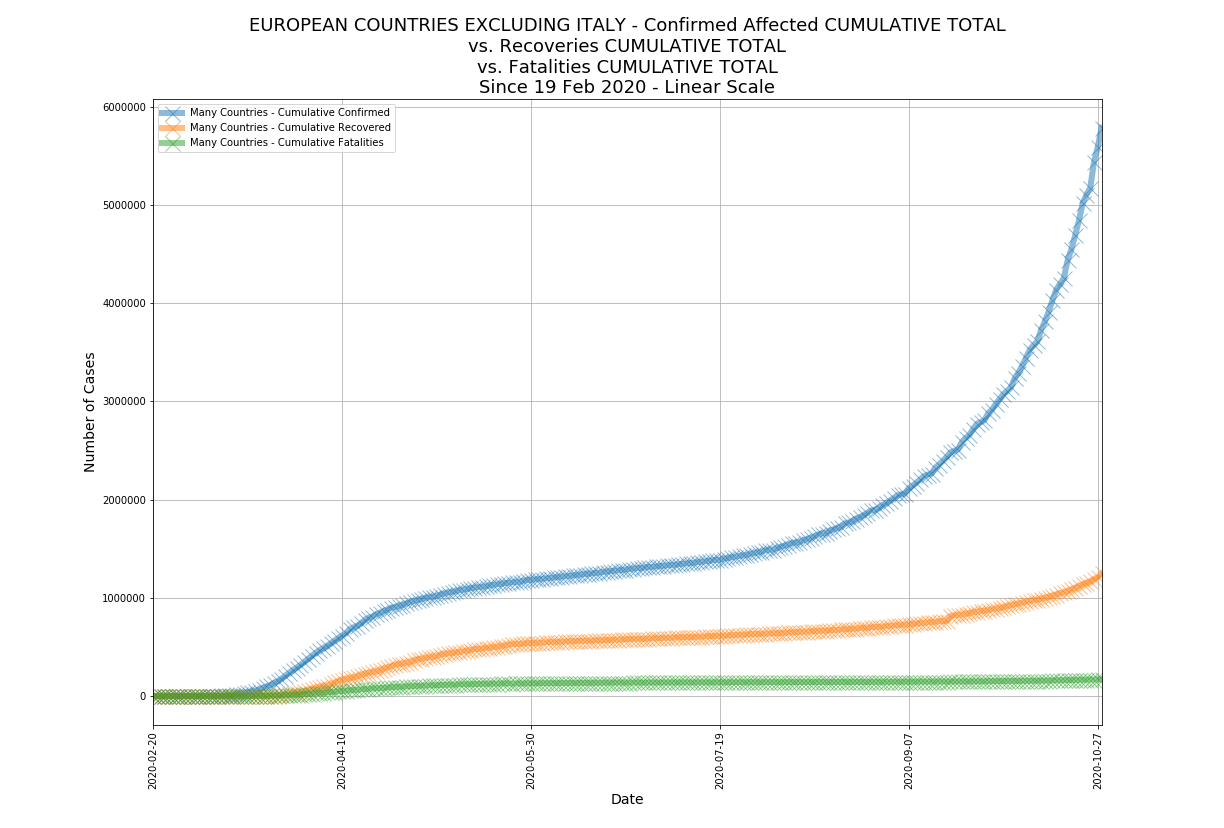 EUROPEAN COUNTRIES EXCLUDING ITALY - Confirmed Affected CUMULATIVE TOTAL
vs. Recoveries CUMULATIVE TOTAL
vs. Fatalities CUMULATIVE TOTAL
Since 19 Feb 2020 - Linear Scale
Many Countries - Cumulative Confirmed
Many Countries - Cumulative Recovered
Many Countries - Cumulative Fatalities
6000000
5000000
4000000
3000000
2000000
1000000
0
Number of Cases
2020-02-20
2020-04-10
2020-05-30
2020-07-19
2020-09-07
2020-10-27
Date